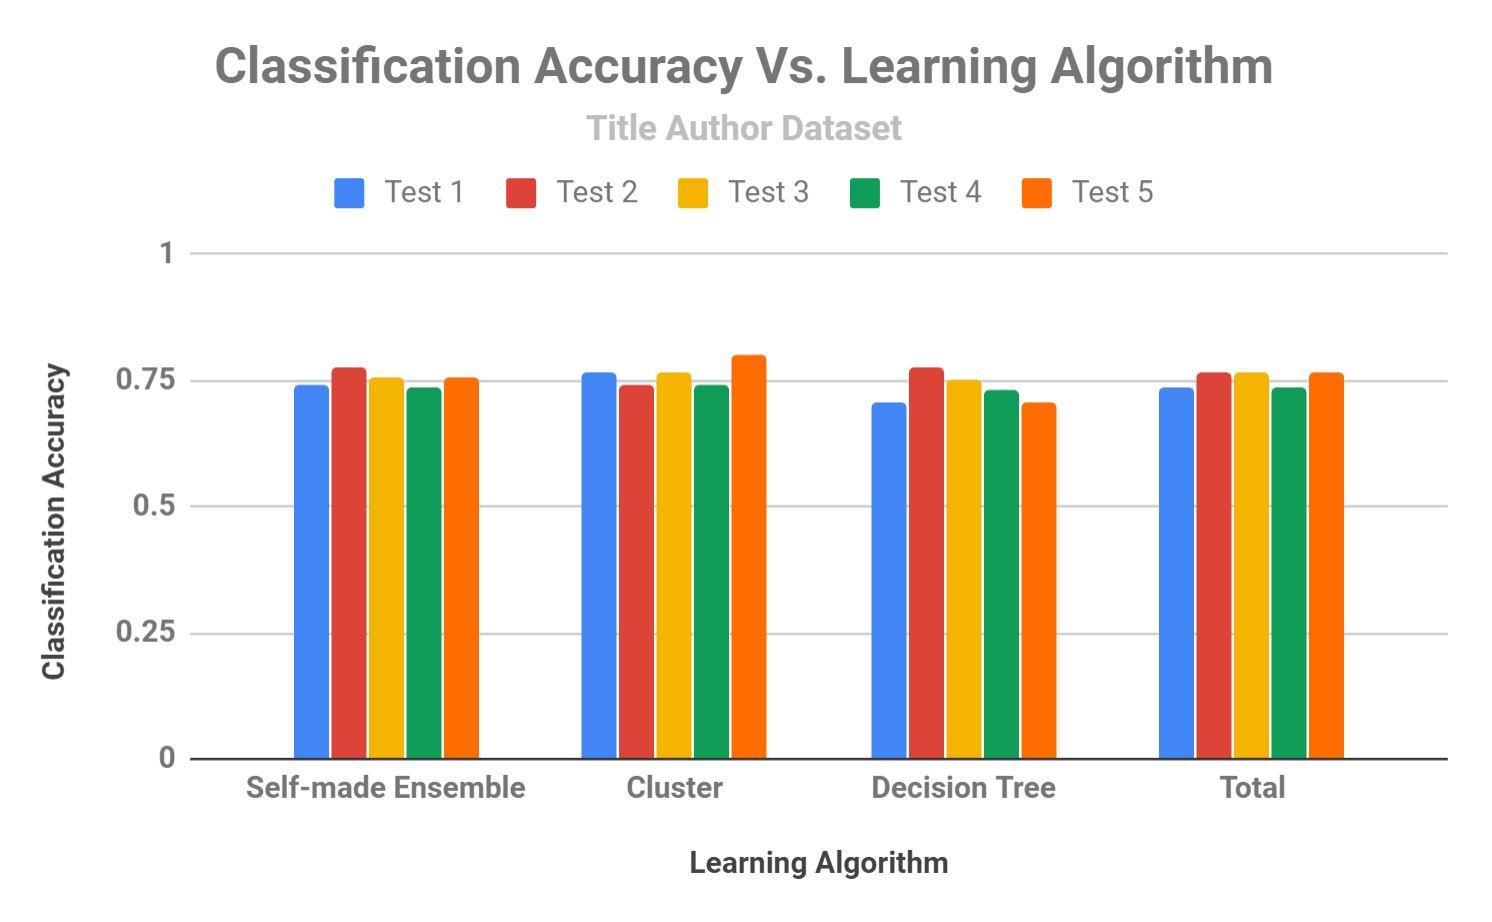 Classification Accuracy Vs. Learning Algorithm
Title Author Dataset
Test 1 Test 2 Test 3 Test 4 Test 5
1
0.75
0.5
0.25
0
Classification Accuracy
Self-made Ensemble Cluster Decision Tree Total
Learning Algorithm